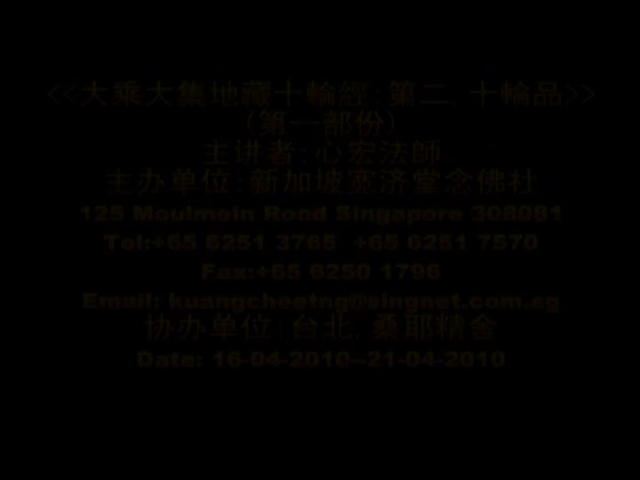 <<大乘大集地藏十輪經:第二.十輪品>>
(第一部份)
主讲者:心宏法師
主办单位:新加坡宽济堂念佛社
125 Moulmein Road Singapore 308081
Tel:+65 6251 3765 +65 6251 7570
Fax:+65 6250 1796
Email: kuangcheetng@singnet.com.sg
协办单位:台北.桑耶精舍
Date: 16-04-2010--21-04-2010